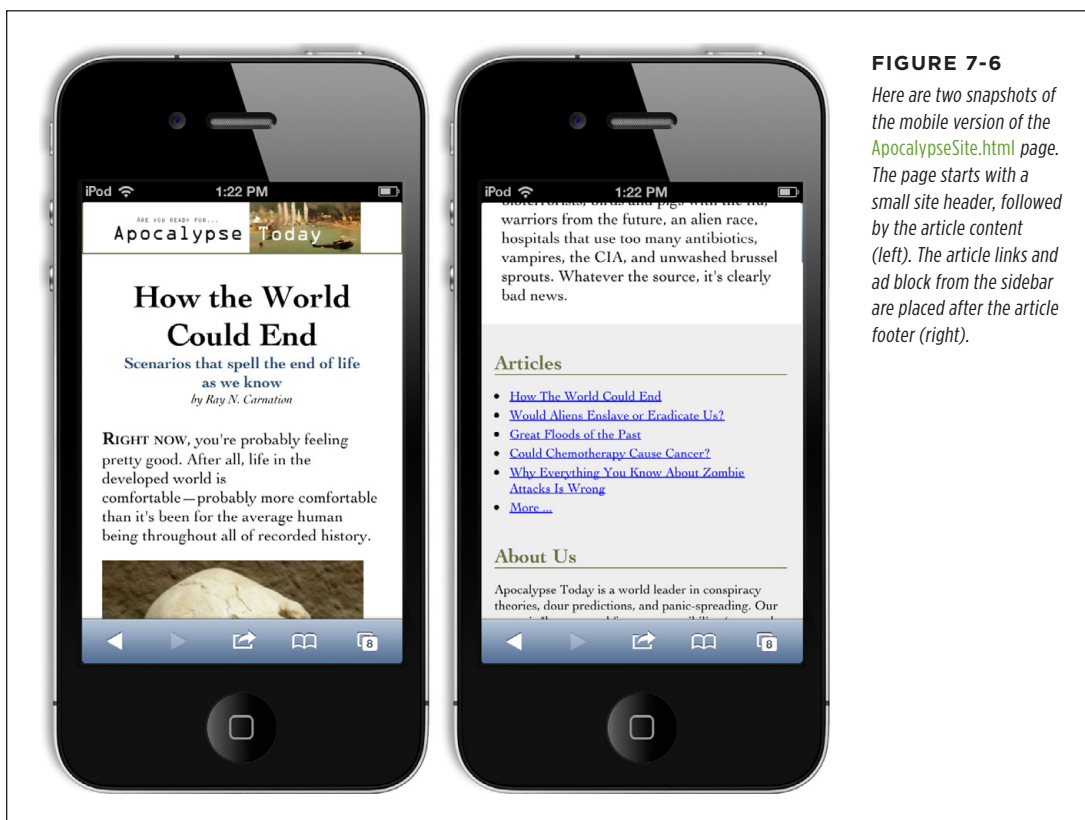 iPod 1:22 PM
ARE YOU READY FOR...
Apocalypse Today
How the World
Could End
Scenarios that spell the end of life
as we know
by Ray N. Carnation
RIGHT NOW, you're probably feeling
pretty good. After all, life in the
developed world is
comfortable—probably more comfortable
than it's been for the average human
being throughout all of recorded history.
8
iPod 1:22 PM
bioterrorists, birds and pigs with the flu,
warriors from the future, an alien race,
hospitals that use too many antibiotics,
vampires, the CIA, and unwashed brussel
sprouts. Whatever the source, it's clearly
bad news.
Articles
• How The World Could End
• Would Aliens Enslave or Eradicate Us?
• Great Floods of the Past
• Could Chemotherapy Cause Cancer?
• Why Everything You Know About Zombie
Attacks Is Wrong
• More ...
About Us
Apocalypse Today is a world leader in conspiracy
theories, dour predictions, and panic-spreading. Our
8
FIGURE 7-6
Here are two snapshots of
the mobile version of the
ApocalypseSite.html page.
The page starts with a
small site header, followed
by the article content
(left). The article links and
ad block from the sidebar
are placed after the article
footer (right).